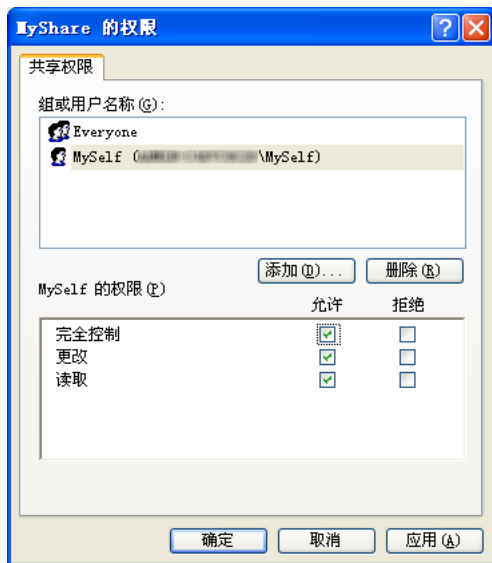 MyShare 的权限
共享权限
组或用户名称(G):
Everyone
MySelf (\MySelf)
添加(D)... 删除(R)
MySelf 的权限(P)
允许 拒绝
完全控制
更改
读取
确定 取消 应用(A)